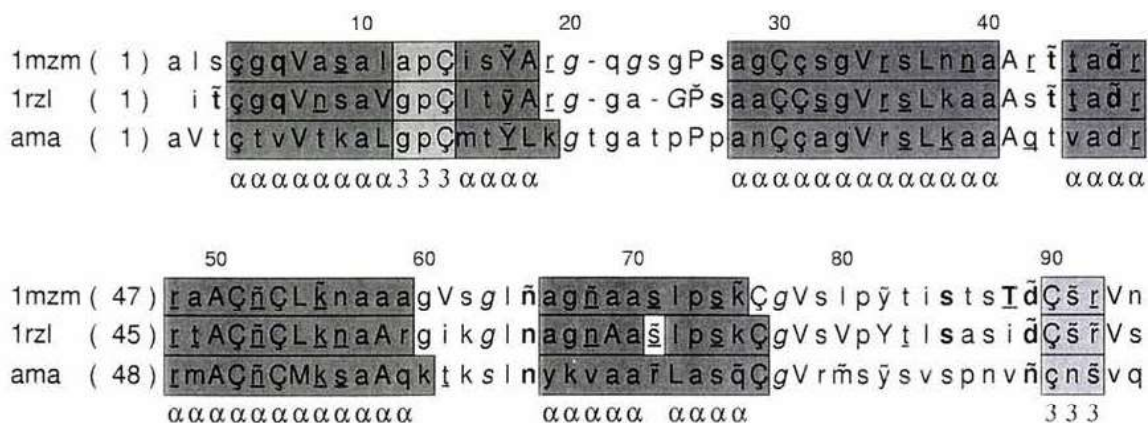 10 20 30 40
1mzm ( 1) a l s ç g q V a s a l a p Ç i s Ỹ A r g - q g s g P s a g Ç ç s g V r s L n n a A r t̃ t a d̃ r
1rzl ( 1) i t̃ ç g q V n s a V g p Ç l t ỹ A r g - g a - G P̃ s a a Ç Ç s g V r s L k a a A s t̃ t a d̃ r
ama ( 1) a V t ç t v V t k a L g p Ç m t Ỹ L k g t g a t p P p a n Ç ç a g V r s L k a a A q t v a d r
α α α α α α α α 3 3 3 α α α α α α α α α α α α α α α α α α α α α
50 60 70 80 90
1mzm ( 47) r a A Ç ñ Ç L k̃ n a a a g V s g l ñ a g ñ a a s l p s k̃ Ç g V s l p ỹ t i s t s T d̃ Ç s̃ r V n
1rzl ( 45) r t A Ç ñ Ç L k n a A r g i k g l n a g n A a s̃ l p s k Ç g V s V p Y t l s a s i d̃ Ç s̃ r̃ V s
ama ( 48) r m A Ç ñ Ç M k s a A q k t k s l n y k v a a r̃ L a s q̃ Ç g V r m̃ s ỹ s v s p n v ñ ç n s̃ v q
α α α α α α α α α α α α α α α α α α α α α 3 3 3